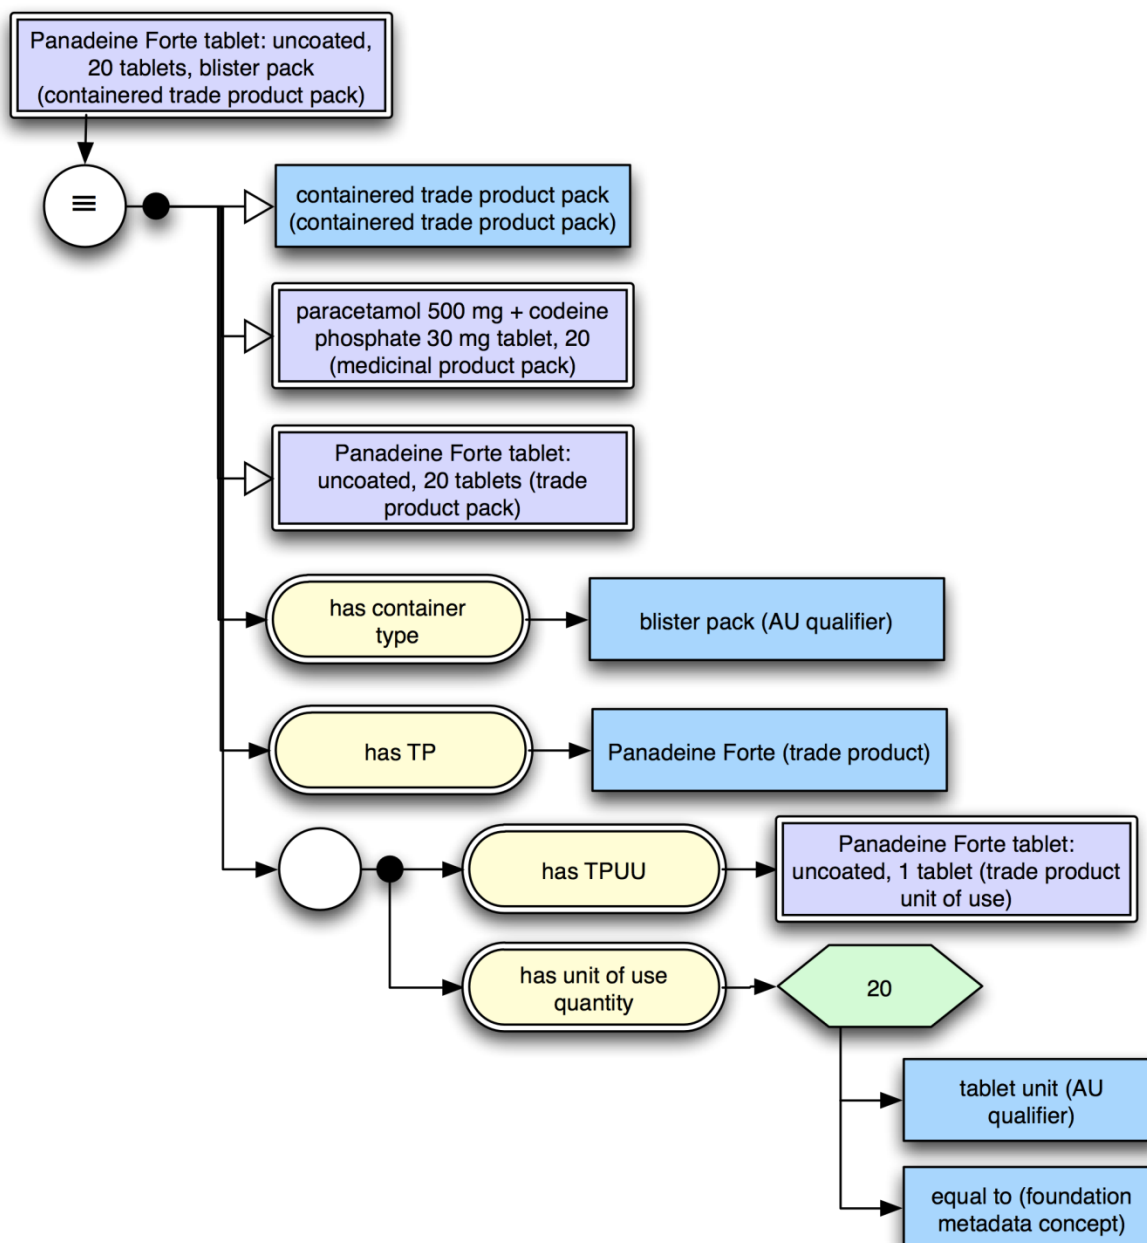 Panadeine Forte tablet: uncoated,
20 tablets, blister pack
(containered trade product pack)
≡
containered trade product pack
(containered trade product pack)
paracetamol 500 mg + codeine
phosphate 30 mg tablet, 20
(medicinal product pack)
Panadeine Forte tablet:
uncoated, 20 tablets (trade
product pack)
has container
type
blister pack (AU qualifier)
has TP
Panadeine Forte (trade product)
has TPUU
Panadeine Forte tablet:
uncoated, 1 tablet (trade product
unit of use)
has unit of use
quantity
20
tablet unit (AU
qualifier)
equal to (foundation
metadata concept)